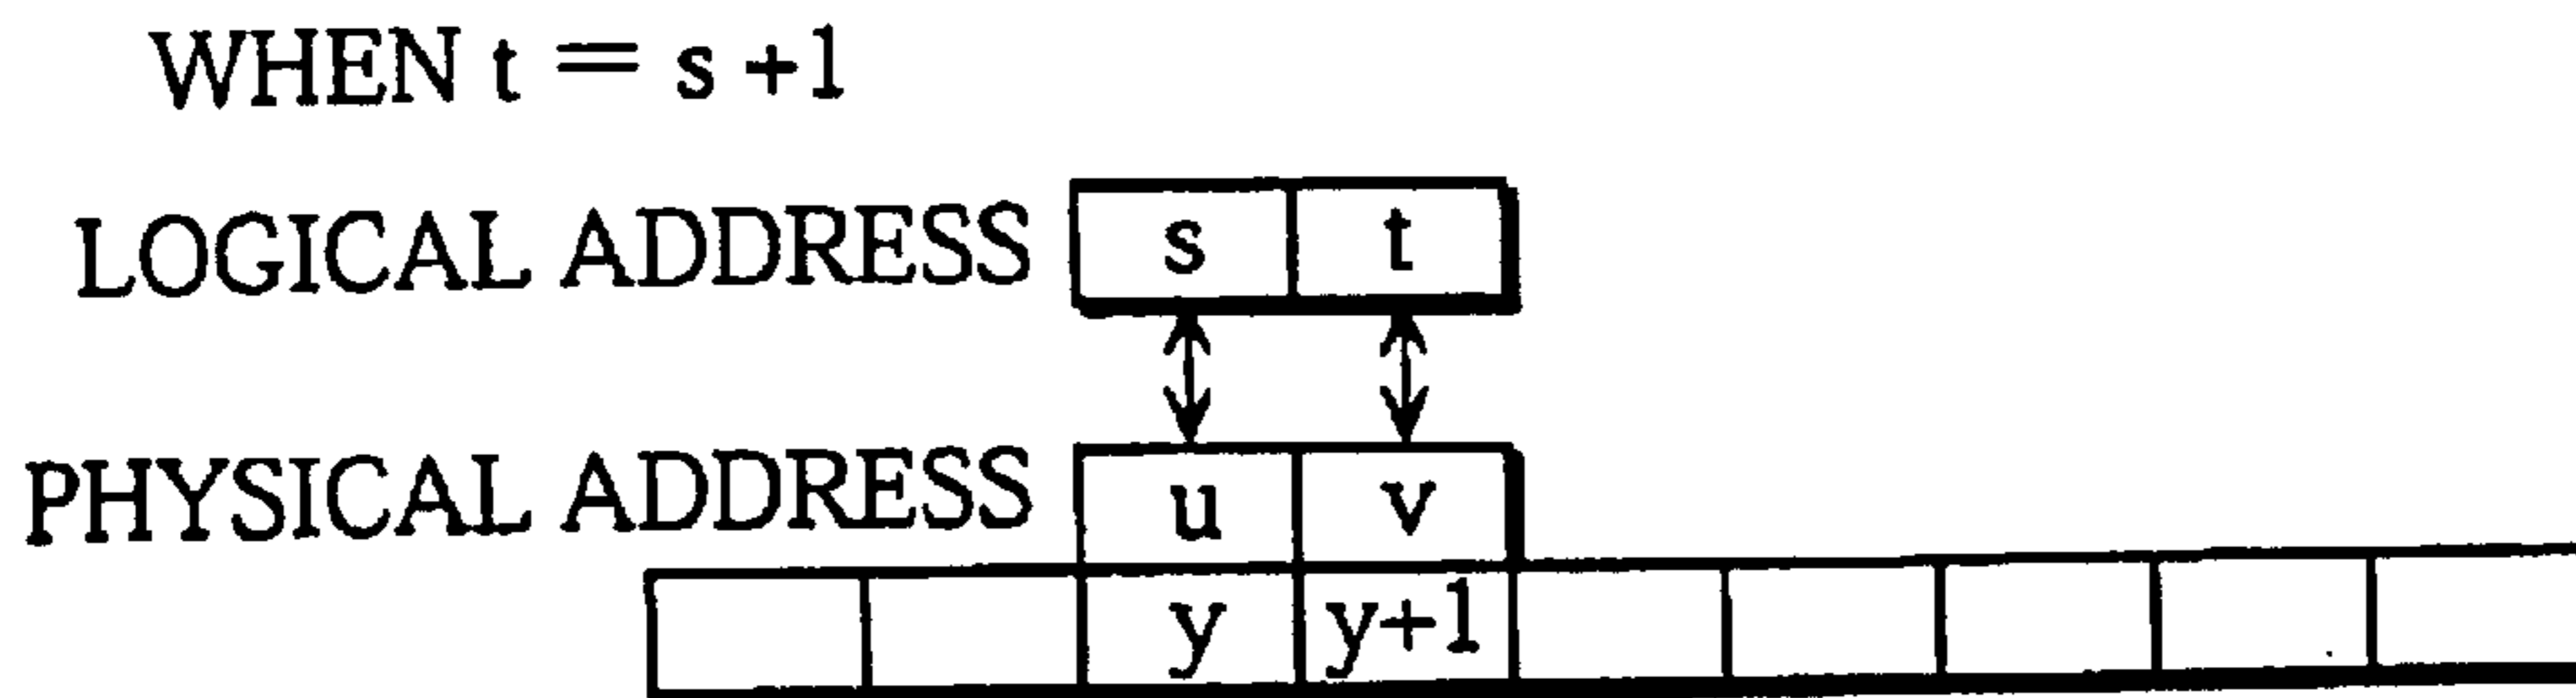 WHEN t = s +1
LOGICAL ADDRESS s t
PHYSICAL ADDRESS u v
y y+1